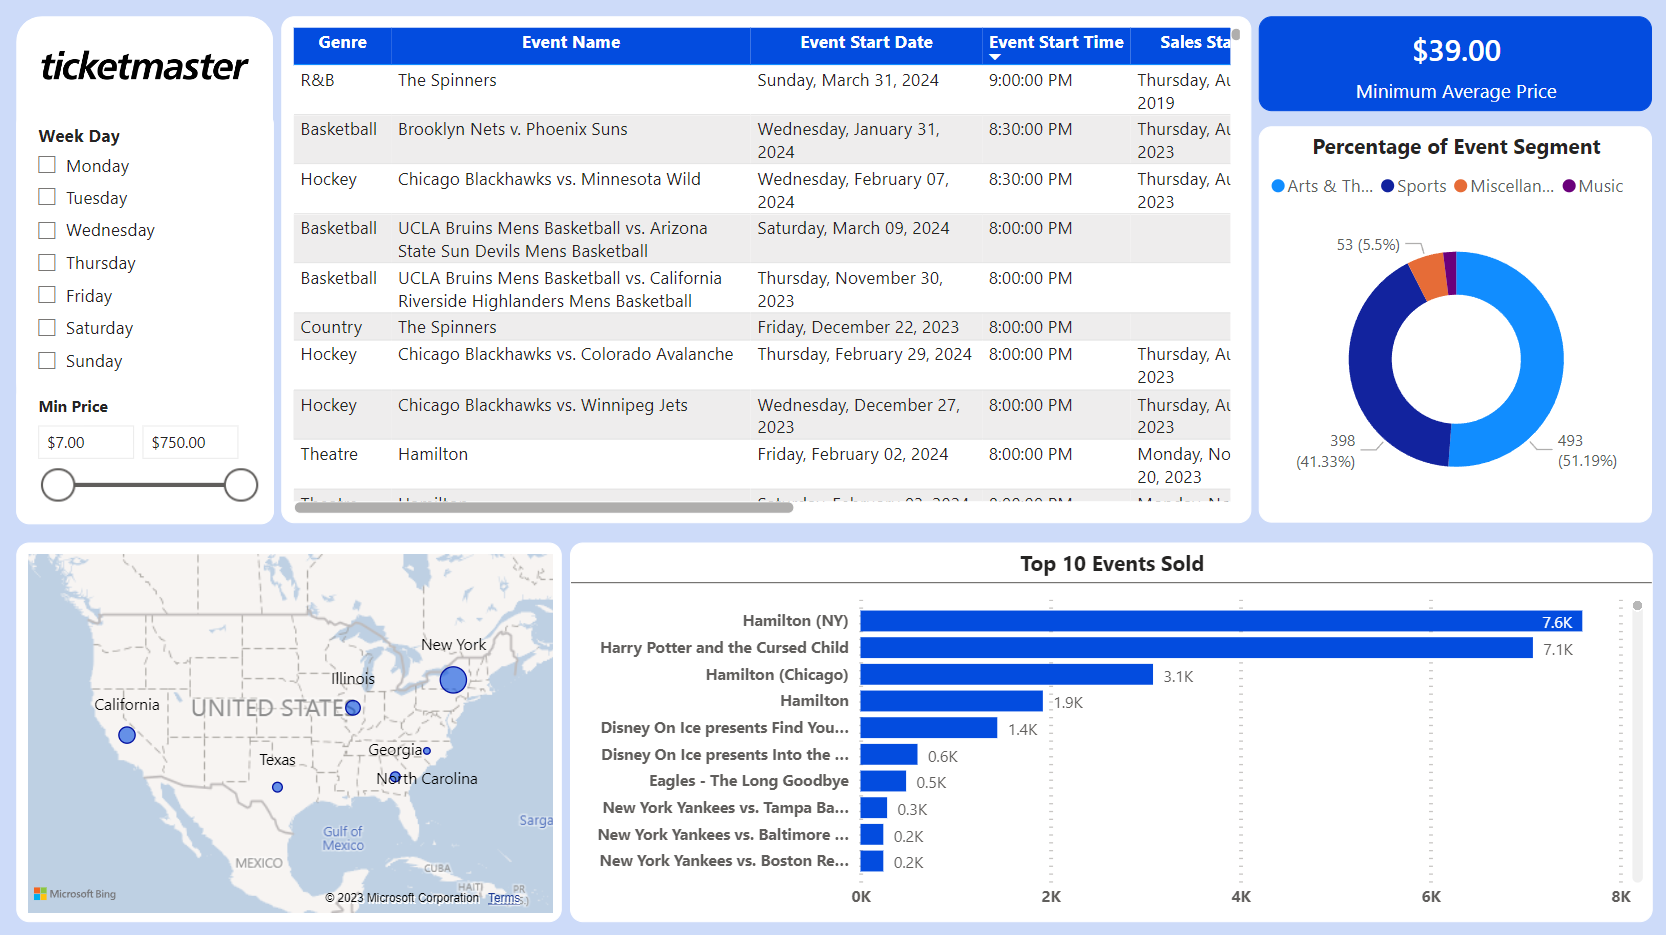 ticketmaster
Week Day
Monday
Tuesday
Wednesday
Thursday
Friday
Saturday
Sunday
Min Price
$7.00 $750.00
Genre Event Name Event Start Date Event Start Time Sales Sta
R&B The Spinners Sunday, March 31, 2024 9:00:00 PM Thursday, Au
2019
Basketball Brooklyn Nets v. Phoenix Suns Wednesday, January 31, 8:30:00 PM Thursday, Au
2024 2023
Hockey Chicago Blackhawks vs. Minnesota Wild Wednesday, February 07, 8:30:00 PM Thursday, Au
2024 2023
Basketball UCLA Bruins Mens Basketball vs. Arizona Saturday, March 09, 2024 8:00:00 PM
State Sun Devils Mens Basketball
Basketball UCLA Bruins Mens Basketball vs. California Thursday, November 30, 8:00:00 PM
Riverside Highlanders Mens Basketball 2023
Country The Spinners Friday, December 22, 2023 8:00:00 PM
Hockey Chicago Blackhawks vs. Colorado Avalanche Thursday, February 29, 2024 8:00:00 PM Thursday, Au
2023
Hockey Chicago Blackhawks vs. Winnipeg Jets Wednesday, December 27, 8:00:00 PM Thursday, Au
2023 2023
Theatre Hamilton Friday, February 02, 2024 8:00:00 PM Monday, No
20, 2023
$39.00
Minimum Average Price
Percentage of Event Segment
Arts & Th... Sports Miscellan... Music
53 (5.5%)
398
(41.33%)
493
(51.19%)
New York
Illinois
California
UNITED STATES
Georgia
Texas
North Carolina
Sarga
Gulf of
Mexico
MEXICO
CUBA
HAITI PR
Microsoft Bing
© 2023 Microsoft Corporation Terms
Top 10 Events Sold
Hamilton (NY) 7.6K
Harry Potter and the Cursed Child 7.1K
Hamilton (Chicago) 3.1K
Hamilton 1.9K
Disney On Ice presents Find You... 1.4K
Disney On Ice presents Into the ... 0.6K
Eagles - The Long Goodbye 0.5K
New York Yankees vs. Tampa Ba... 0.3K
New York Yankees vs. Baltimore ... 0.2K
New York Yankees vs. Boston Re... 0.2K
0K 2K 4K 6K 8K